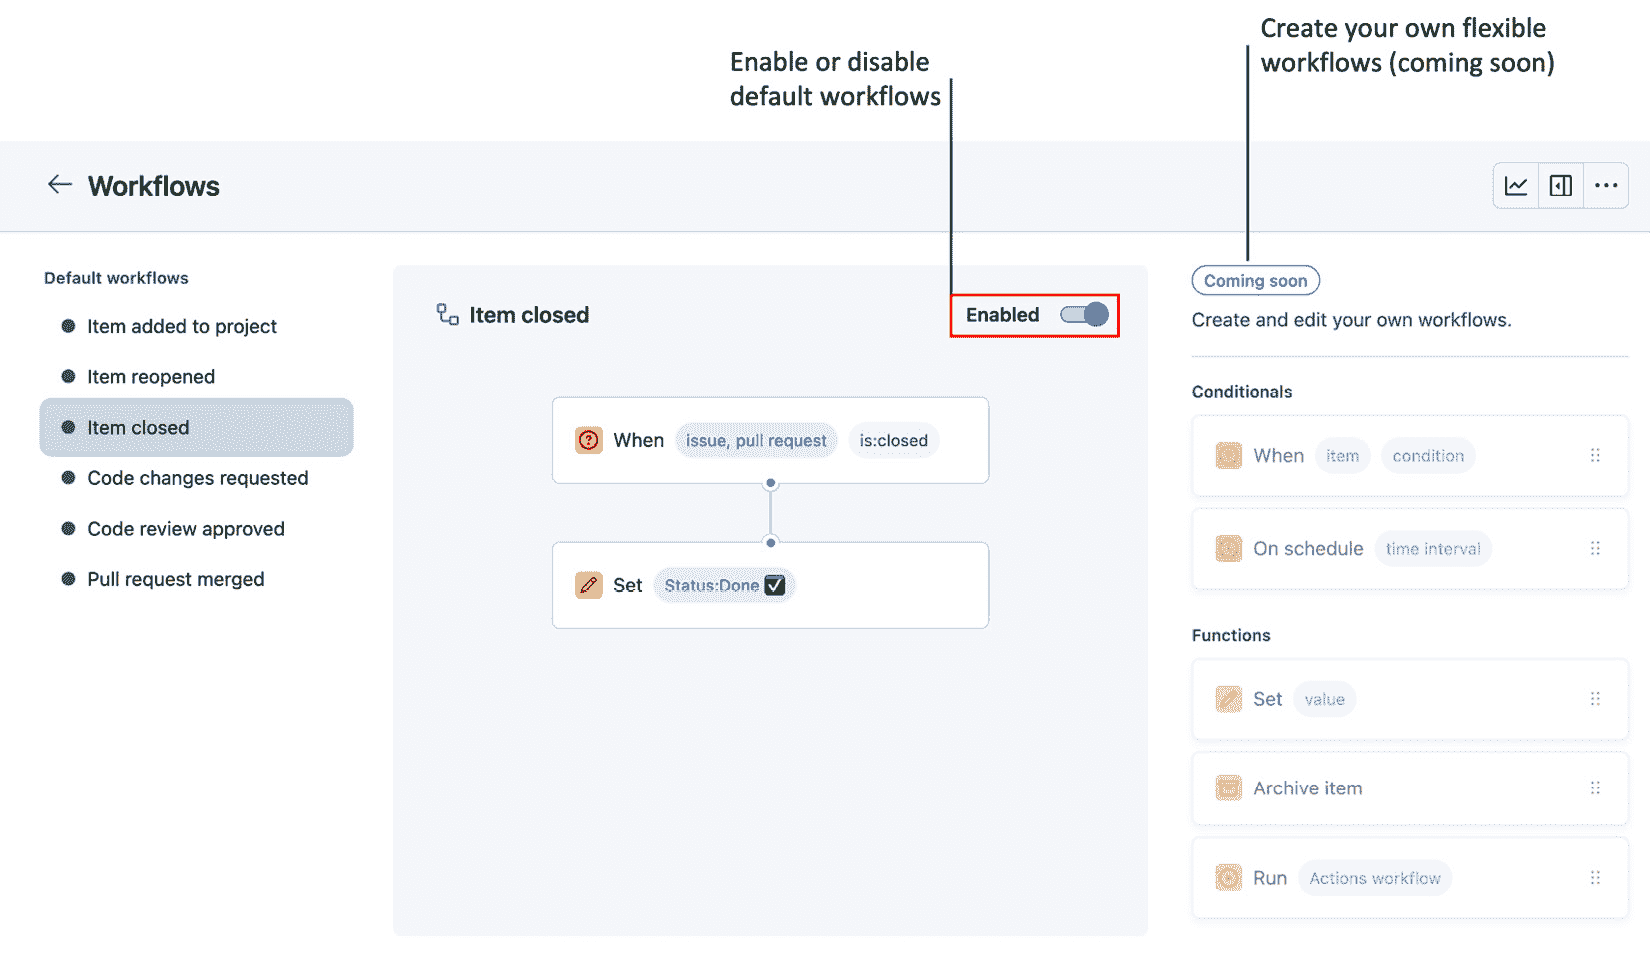 Create your own flexible
workflows (coming soon)
Enable or disable
default workflows
Workflows
Default workflows
Item added to project
Item reopened
Item closed
Code changes requested
Code review approved
Pull request merged
Item closed
Enabled
When issue, pull request is:closed
Set Status:Done
Coming soon
Create and edit your own workflows.
Conditionals
When item condition
On schedule time interval
Functions
Set value
Archive item
Run Actions workflow